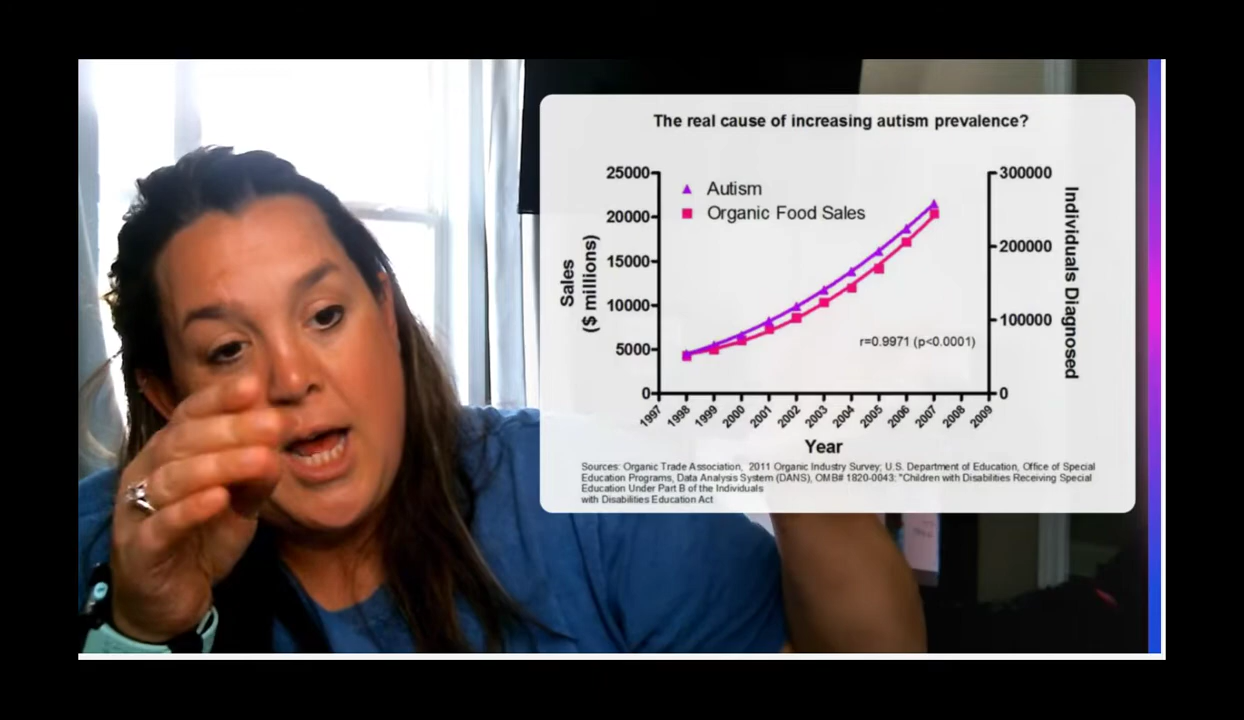 The real cause of increasing autism prevalence?
25000
20000
15000
10000
5000
0
Sales
($ millions)
Autism
Organic Food Sales
r=0.9971 (p<0.0001)
300000
200000
100000
0
Individuals Diagnosed
1997 1998 1999 2000 2001 2002 2003 2004 2005 2006 2007 2008 2009
Year
Sources: Organic Trade Association, 2011 Organic Industry Survey; U.S. Department of Education, Office of Special
Education Programs, Data Analysis System (DANS), OMB# 1820-0043: "Children with Disabilities Receiving Special
Education Under Part B of the Individuals
with Disabilities Education Act